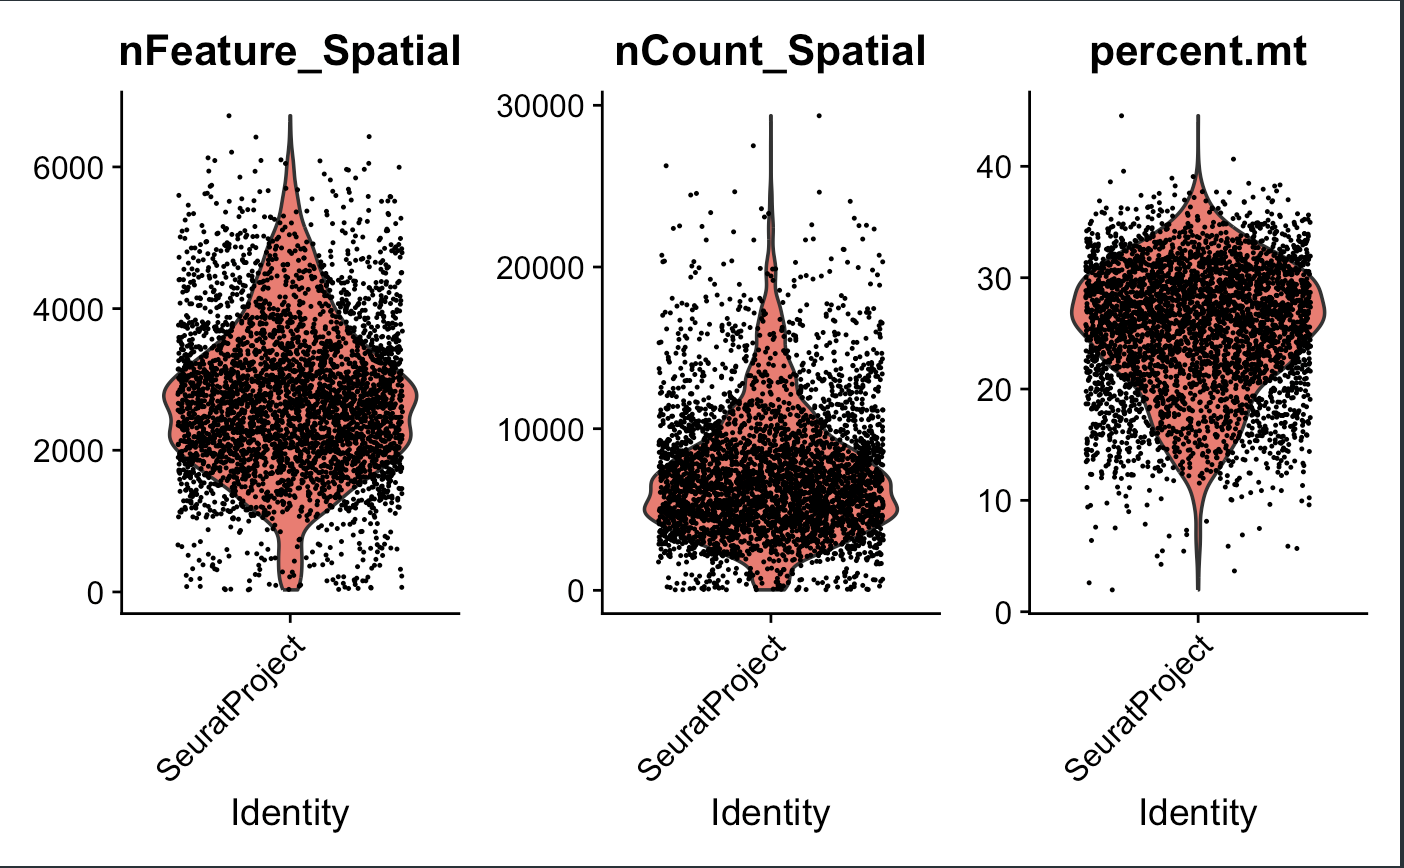 nFeature_Spatial
6000
4000
2000
0
SeuratProject
Identity
nCount_Spatial
30000
20000
10000
0
SeuratProject
Identity
percent.mt
40
30
20
10
0
SeuratProject
Identity